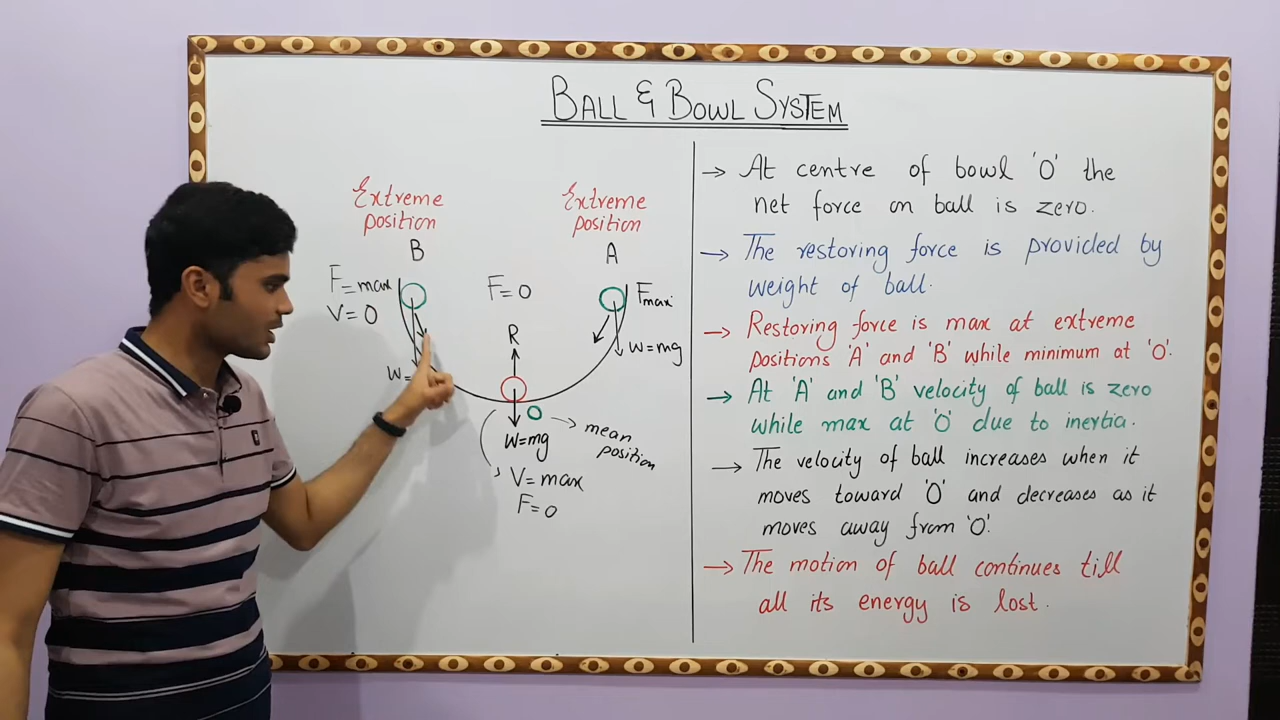 BALL & BOWL SYSTEM
Extreme
position
B
Extreme
position
A
F=max
V=0
F=0
Fmax
R
W=mg
W=
O
mean
position
W=mg
V=max
F=0
→ At centre of bowl 'O' the
net force on ball is zero.
→ The restoring force is provided by
weight of ball.
→ Restoring force is max at extreme
positions 'A' and 'B' while minimum at 'O'.
→ At 'A' and 'B' velocity of ball is zero
while max at 'O' due to inertia.
→ The velocity of ball increases when it
moves toward 'O' and decreases as it
moves away from 'O'.
→ The motion of ball continues till
all its energy is lost.